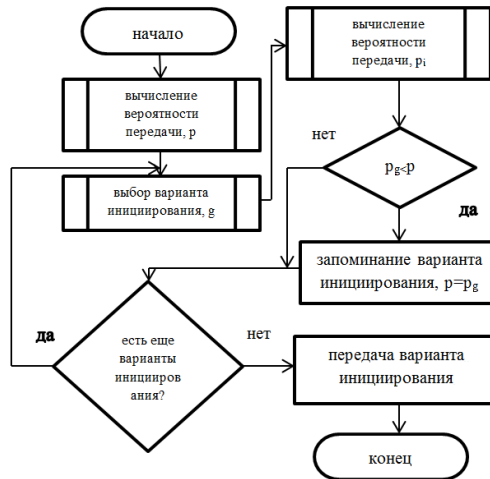 начало
вычисление
вероятности
передачи, p
выбор варианта
инициирования, g
вычисление
вероятности
передачи, pi
нет
pg<p
да
запоминание варианта
инициирования, p=pg
да
есть еще
варианты
иницииров
ания?
нет
передача варианта
инициирования
конец